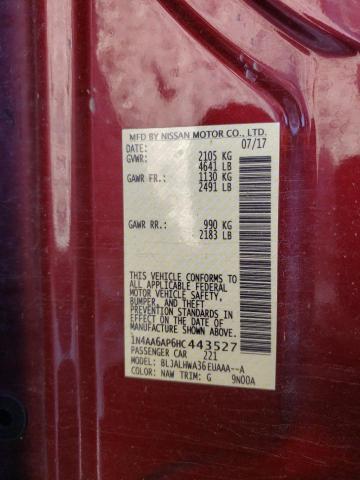 MFD BY NISSAN MOTOR CO., LTD.
DATE: 07/17
GVWR: 2105 KG
4641 LB
GAWR FR.: 1130 KG
2491 LB
GAWR RR.: 990 KG
2183 LB
THIS VEHICLE CONFORMS TO
ALL APPLICABLE FEDERAL
MOTOR VEHICLE SAFETY,
BUMPER, AND THEFT
PREVENTION STANDARDS IN
EFFECT ON THE DATE OF
MANUFACTURE SHOWN ABOVE.
1N4AA6AP6HC443527
PASSENGER CAR 221
MODEL: BLJALHWA36EUAAA--A
COLOR: NAW TRIM: G 9N00A